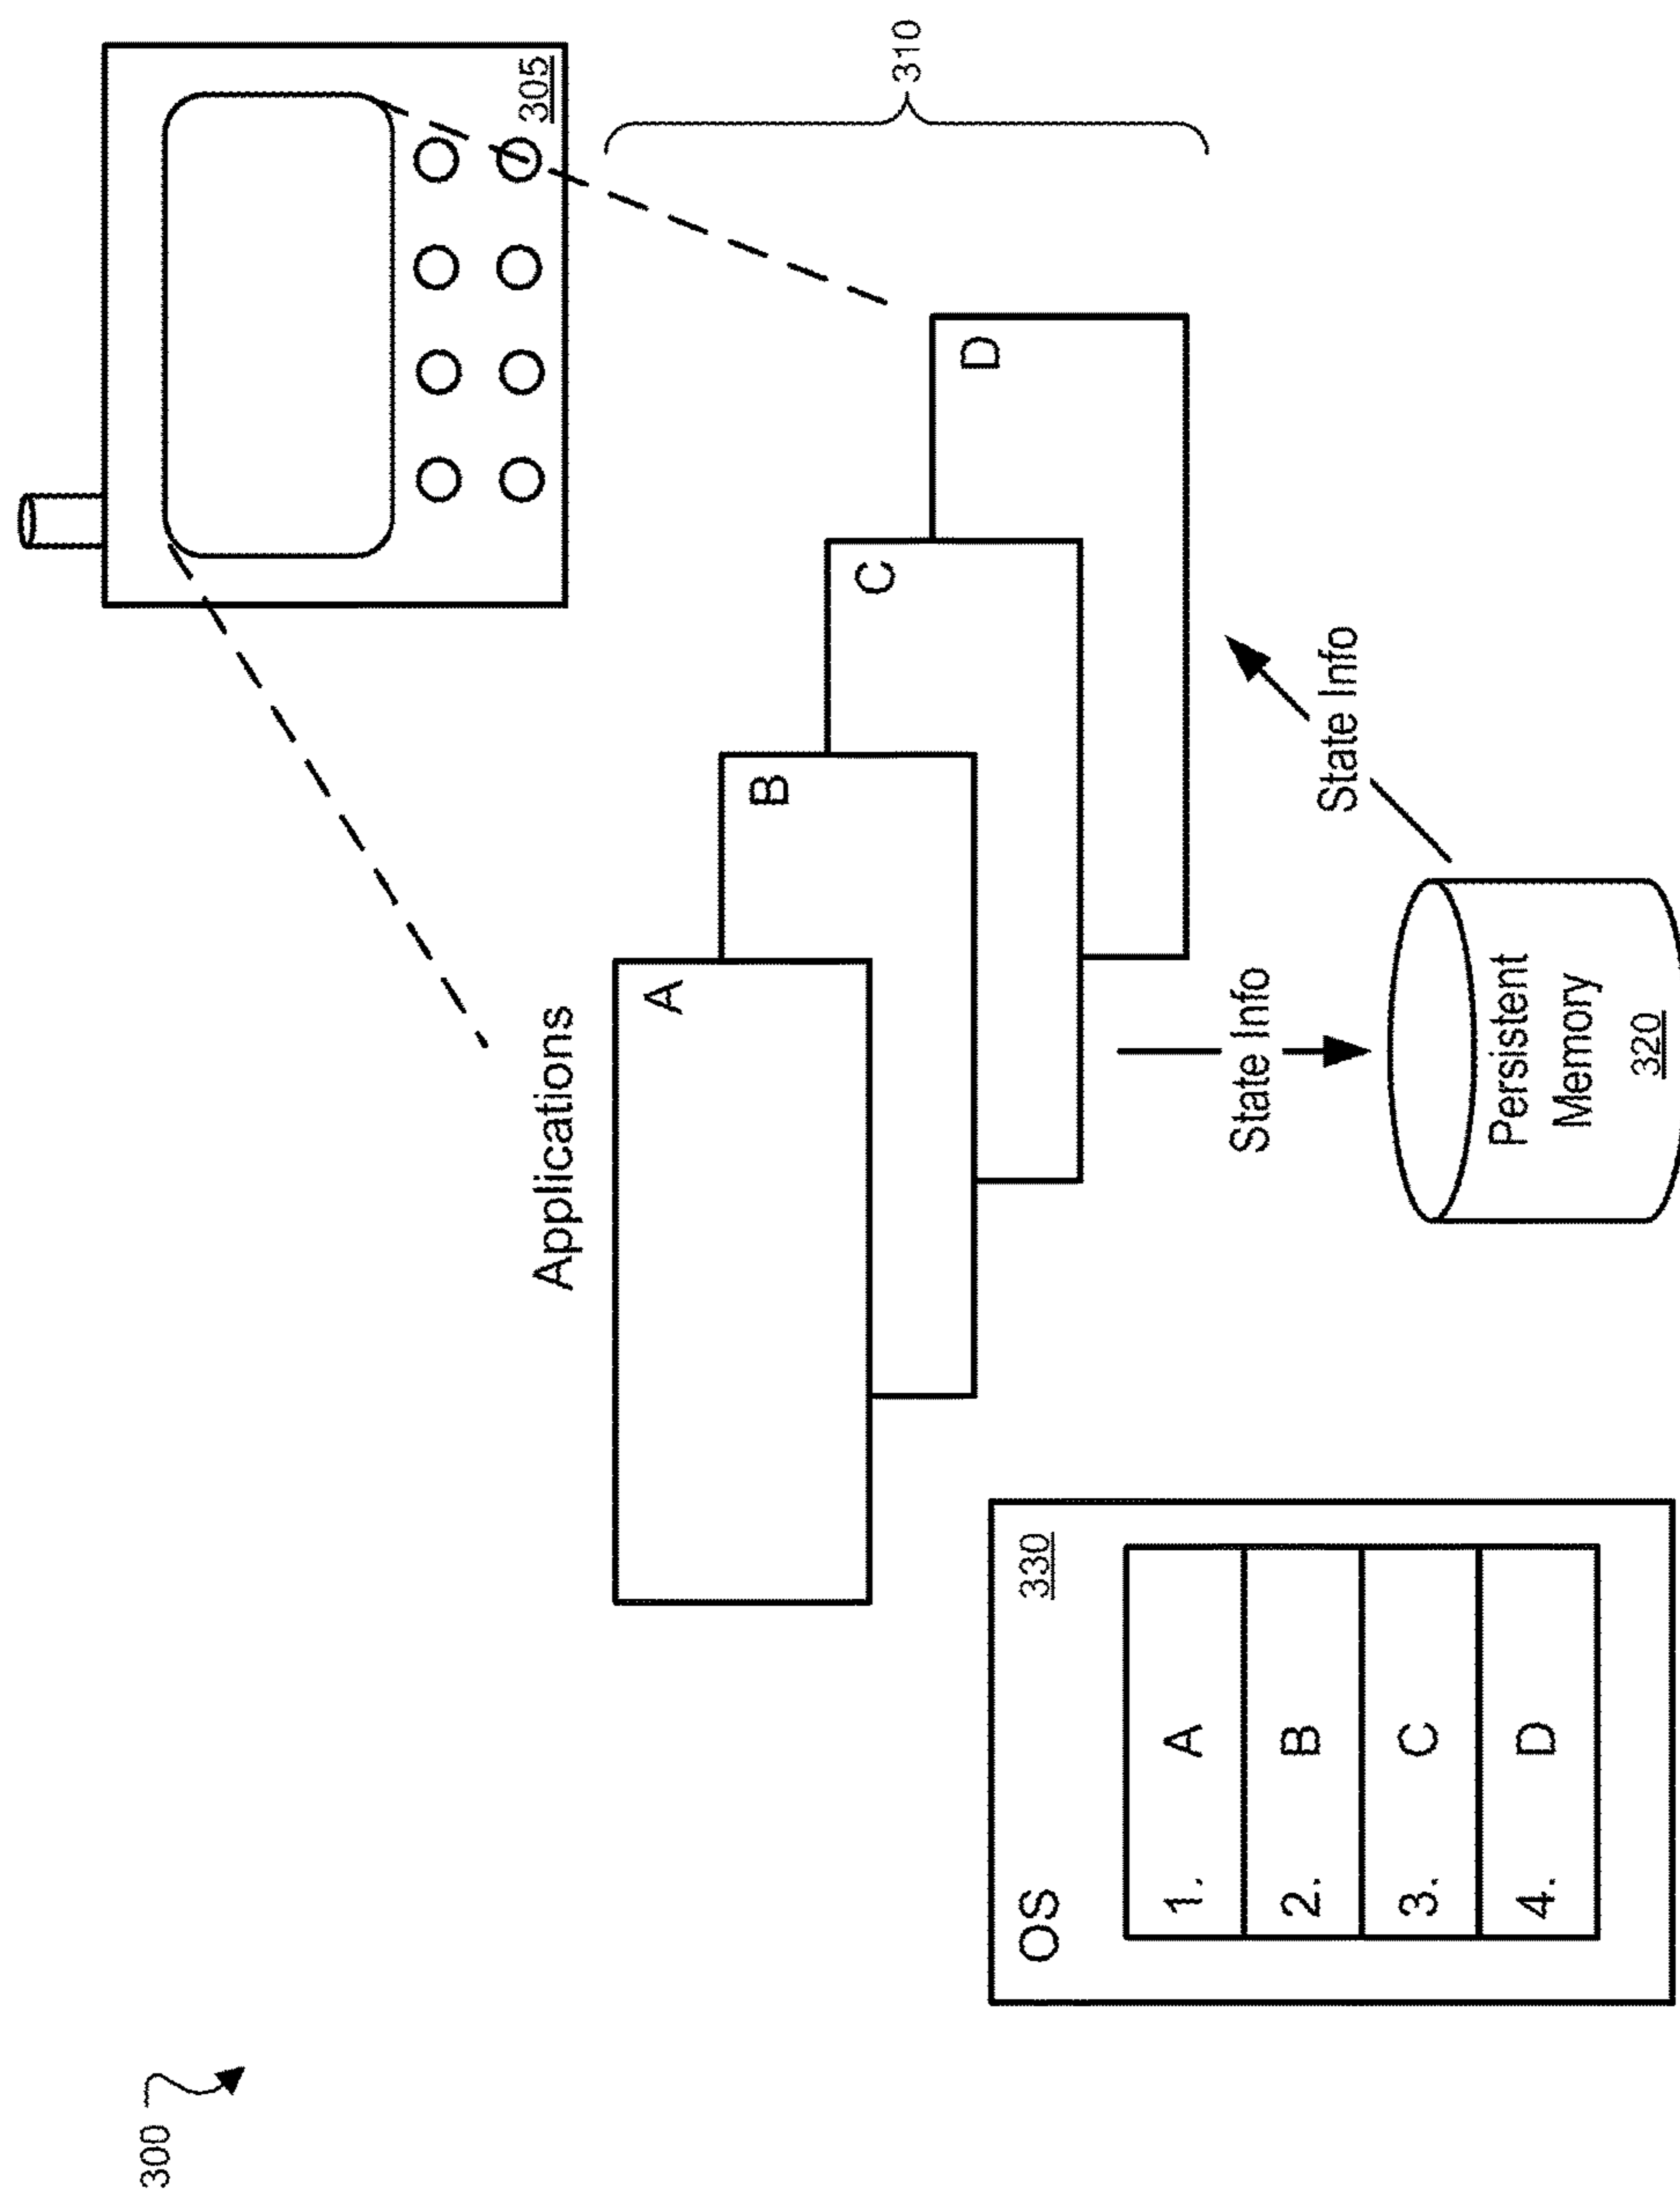 300
305
310
Applications
A
B
C
D
OS
330
1. A
2. B
3. C
4. D
State Info
State Info
Persistent
Memory
320